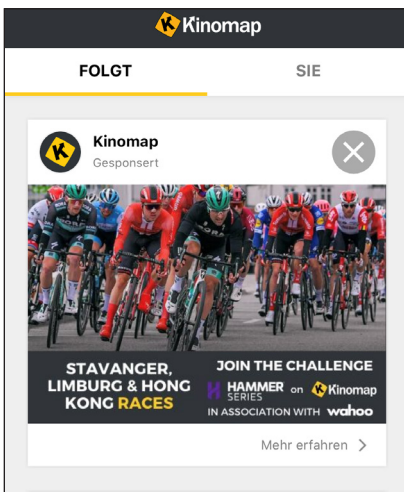 Kinomap
FOLGT SIE
Kinomap
Gesponsert
STAVANGER,
LIMBURG & HONG
KONG RACES
JOIN THE CHALLENGE
HAMMER SERIES on Kinomap
IN ASSOCIATION WITH wahoo
Mehr erfahren